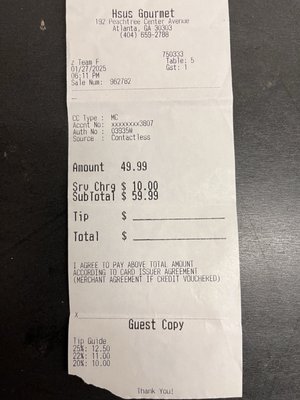 Hsus Gourmet
192 Peachtree Center Avenue
Atlanta, GA 30303
(404) 659-2788
750333
2 Team F Table: 5
01/27/2025 Gst: 1
06:11 PM
Sale Num: 962782
CC Type : MC
Accnt No: xxxxxxxx3807
Auth No : 03935W
Source : Contactless
Amount 49.99
Srv Chrg $ 10.00
SubTotal $ 59.99
Tip $
Total $
I AGREE TO PAY ABOVE TOTAL AMOUNT
ACCORDING TO CARD ISSUER AGREEMENT
(MERCHANT AGREEMENT IF CREDIT VOUCHERED)
X
Guest Copy
Tip Guide
25%: 12.50
22%: 11.00
20%: 10.00
Thank You!